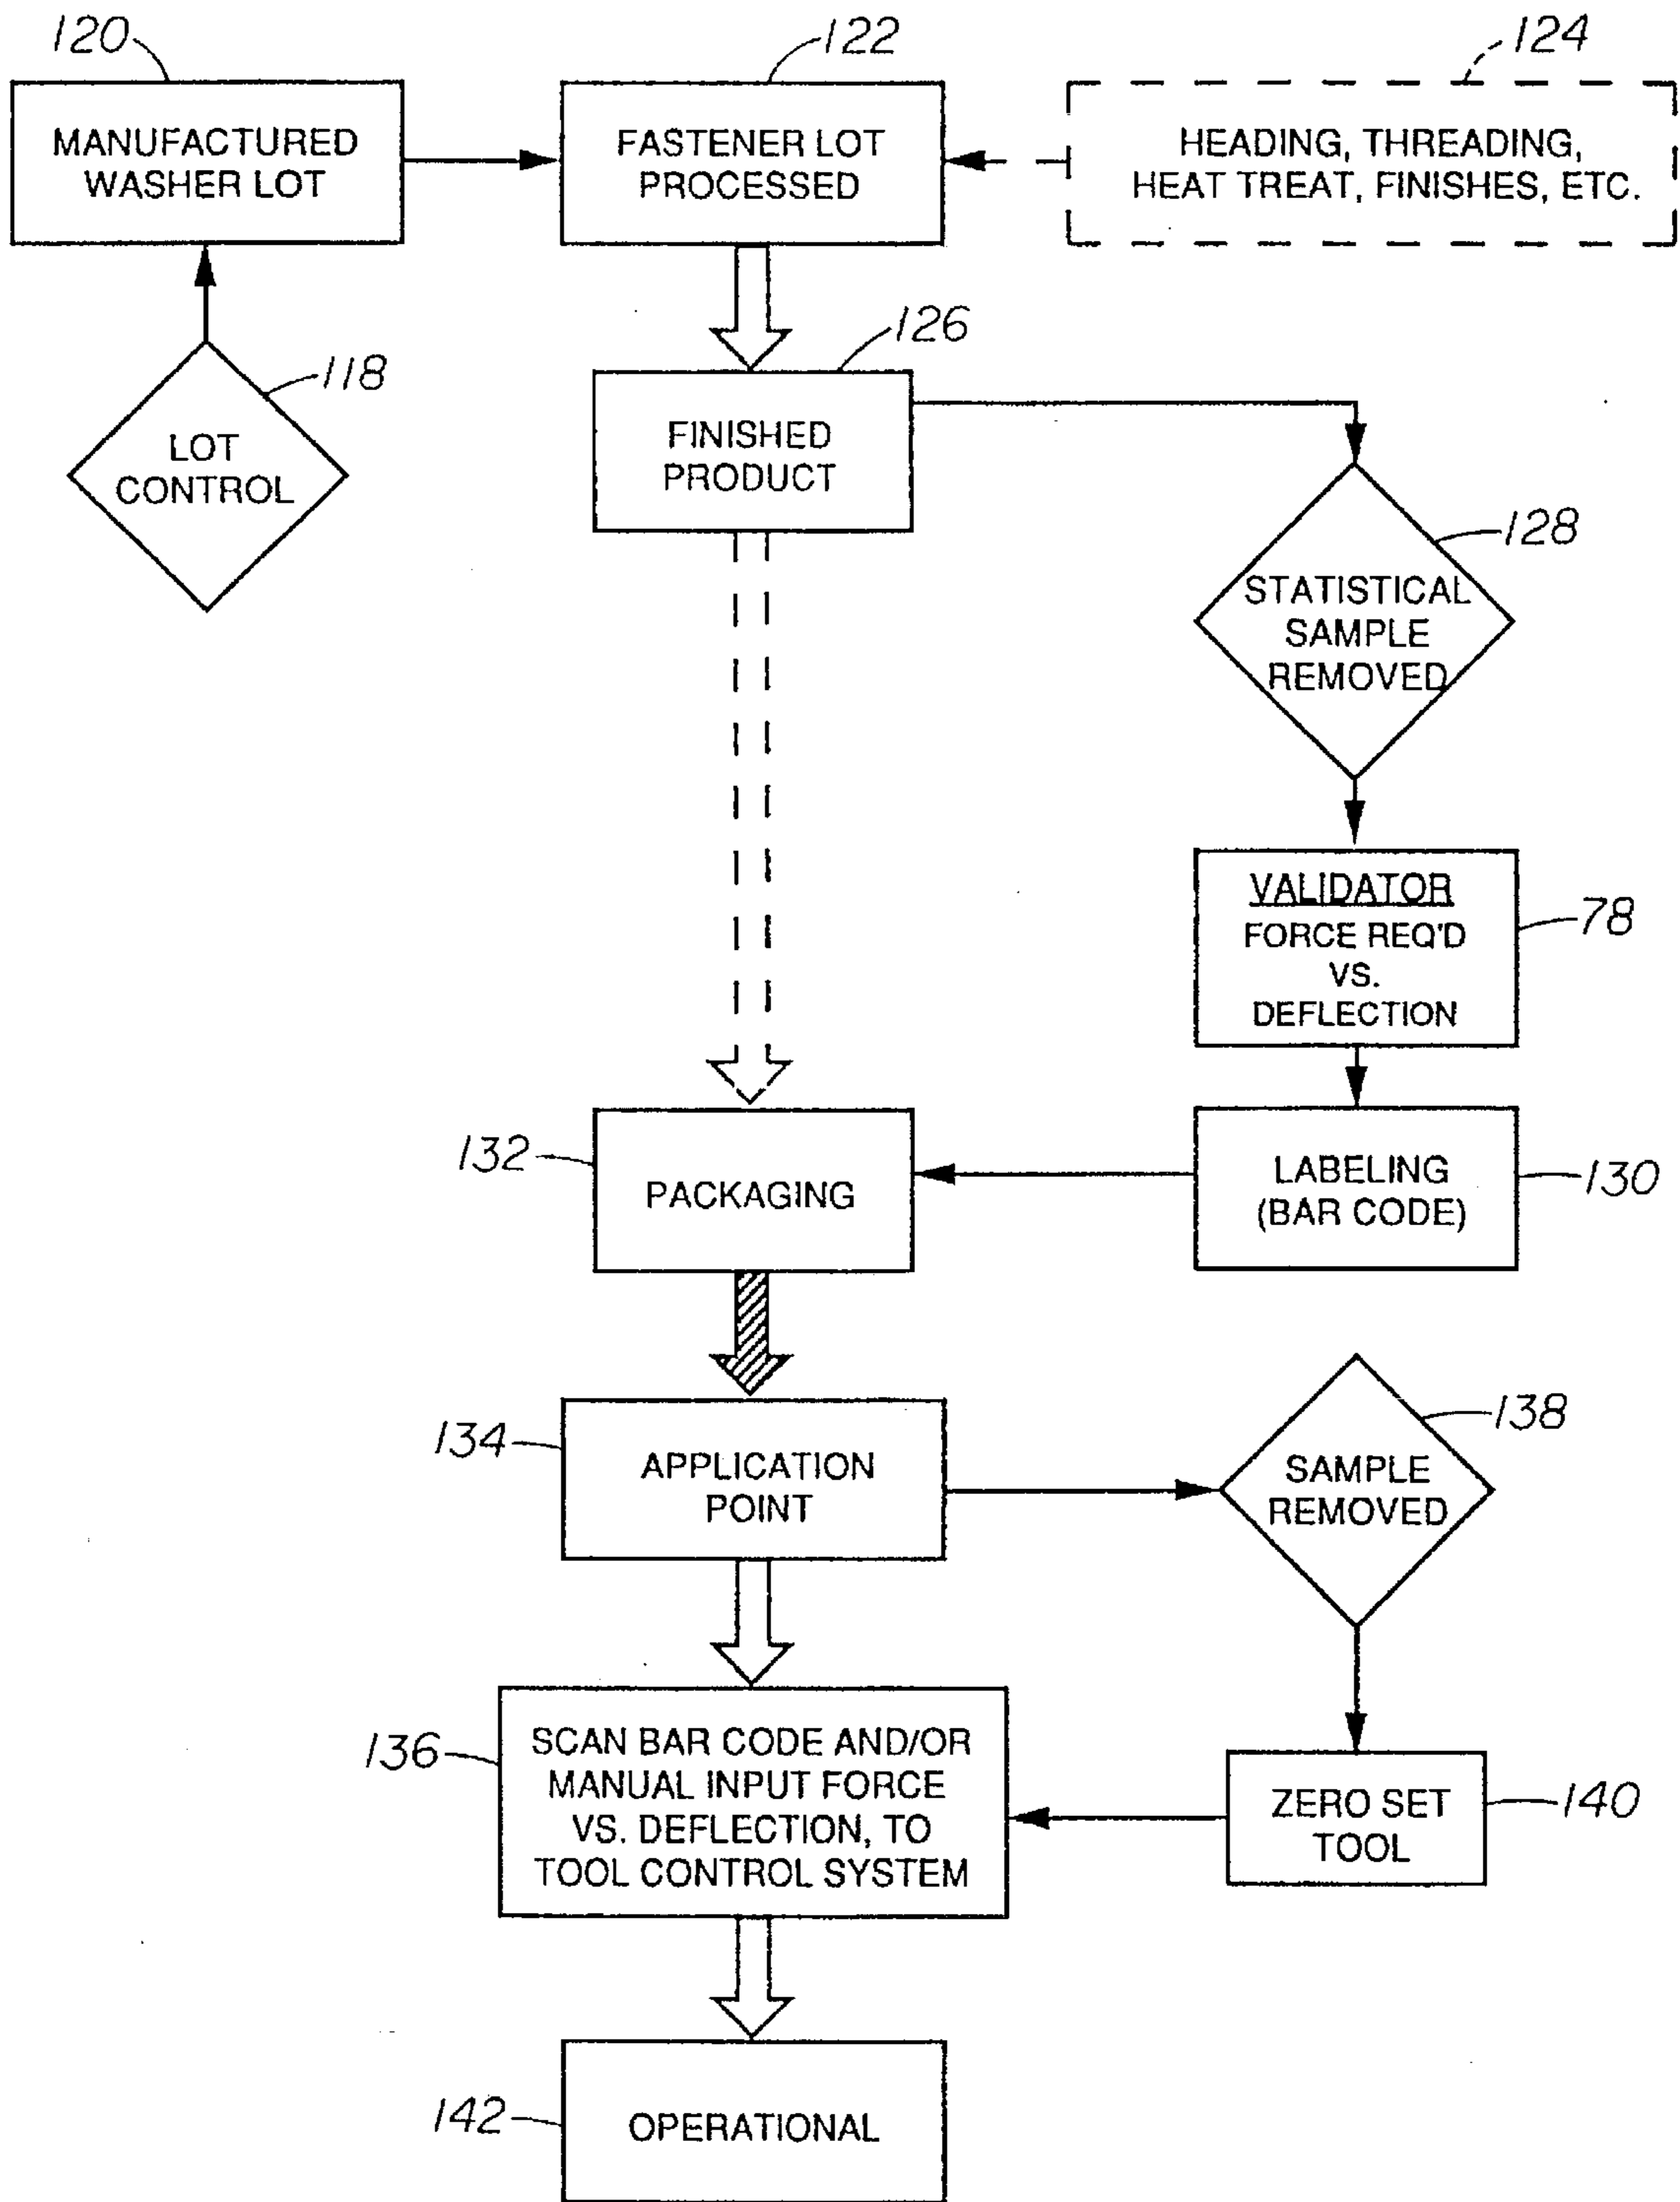 120
MANUFACTURED
WASHER LOT
122
FASTENER LOT
PROCESSED
124
HEADING, THREADING,
HEAT TREAT, FINISHES, ETC.
118
LOT
CONTROL
126
FINISHED
PRODUCT
128
STATISTICAL
SAMPLE
REMOVED
78
VALIDATOR
FORCE REQ'D
VS.
DEFLECTION
132
PACKAGING
130
LABELING
(BAR CODE)
134
APPLICATION
POINT
138
SAMPLE
REMOVED
136
SCAN BAR CODE AND/OR
MANUAL INPUT FORCE
VS. DEFLECTION, TO
TOOL CONTROL SYSTEM
140
ZERO SET
TOOL
142
OPERATIONAL